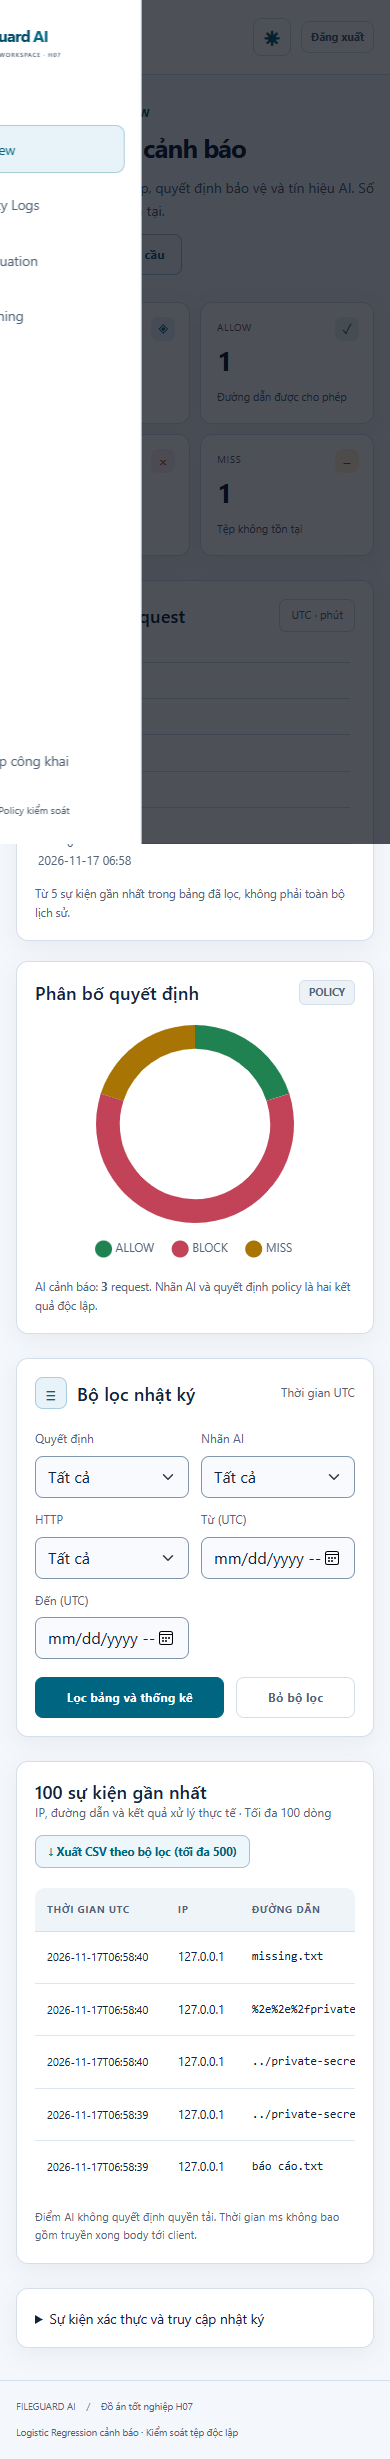 guard AI
WORKSPACE · H07
ew
y Logs
uation
ning
p công khai
Policy kiểm soát
Đăng xuất
W
cảnh báo
p, quyết định bảo vệ và tín hiệu AI. Số
tại.
cầu
ALLOW
1
Đường dẫn được cho phép
MISS
1
Tệp không tồn tại
quest
UTC · phút
2026-11-17 06:58
Từ 5 sự kiện gần nhất trong bảng đã lọc, không phải toàn bộ
lịch sử.
Phân bố quyết định
POLICY
ALLOW BLOCK MISS
AI cảnh báo: 3 request. Nhãn AI và quyết định policy là hai kết
quả độc lập.
Bộ lọc nhật ký
Thời gian UTC
Quyết định Nhãn AI
Tất cả Tất cả
HTTP Từ (UTC)
Tất cả mm/dd/yyyy --
Đến (UTC)
mm/dd/yyyy --
Lọc bảng và thống kê Bỏ bộ lọc
100 sự kiện gần nhất
IP, đường dẫn và kết quả xử lý thực tế · Tối đa 100 dòng
↓ Xuất CSV theo bộ lọc (tối đa 500)
THỜI GIAN UTC IP ĐƯỜNG DẪN
2026-11-17T06:58:40 127.0.0.1 missing.txt
2026-11-17T06:58:40 127.0.0.1 %2e%2e%2fprivate
2026-11-17T06:58:40 127.0.0.1 ../private-secre
2026-11-17T06:58:39 127.0.0.1 ../private-secre
2026-11-17T06:58:39 127.0.0.1 báo cáo.txt
Điểm AI không quyết định quyền tải. Thời gian ms không bao
gồm truyền xong body tới client.
▶ Sự kiện xác thực và truy cập nhật ký
FILEGUARD AI / Đồ án tốt nghiệp H07
Logistic Regression cảnh báo · Kiểm soát tệp độc lập